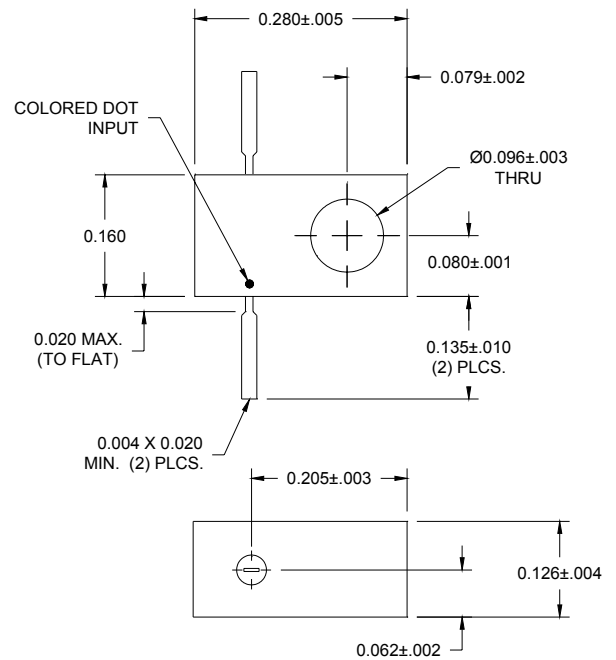 0.280±.005
0.079±.002
COLORED DOT
INPUT
Ø0.096±.003
THRU
0.160
0.080±.001
0.020 MAX.
(TO FLAT)
0.135±.010
(2) PLCS.
0.004 X 0.020
MIN. (2) PLCS.
0.205±.003
0.126±.004
0.062±.002